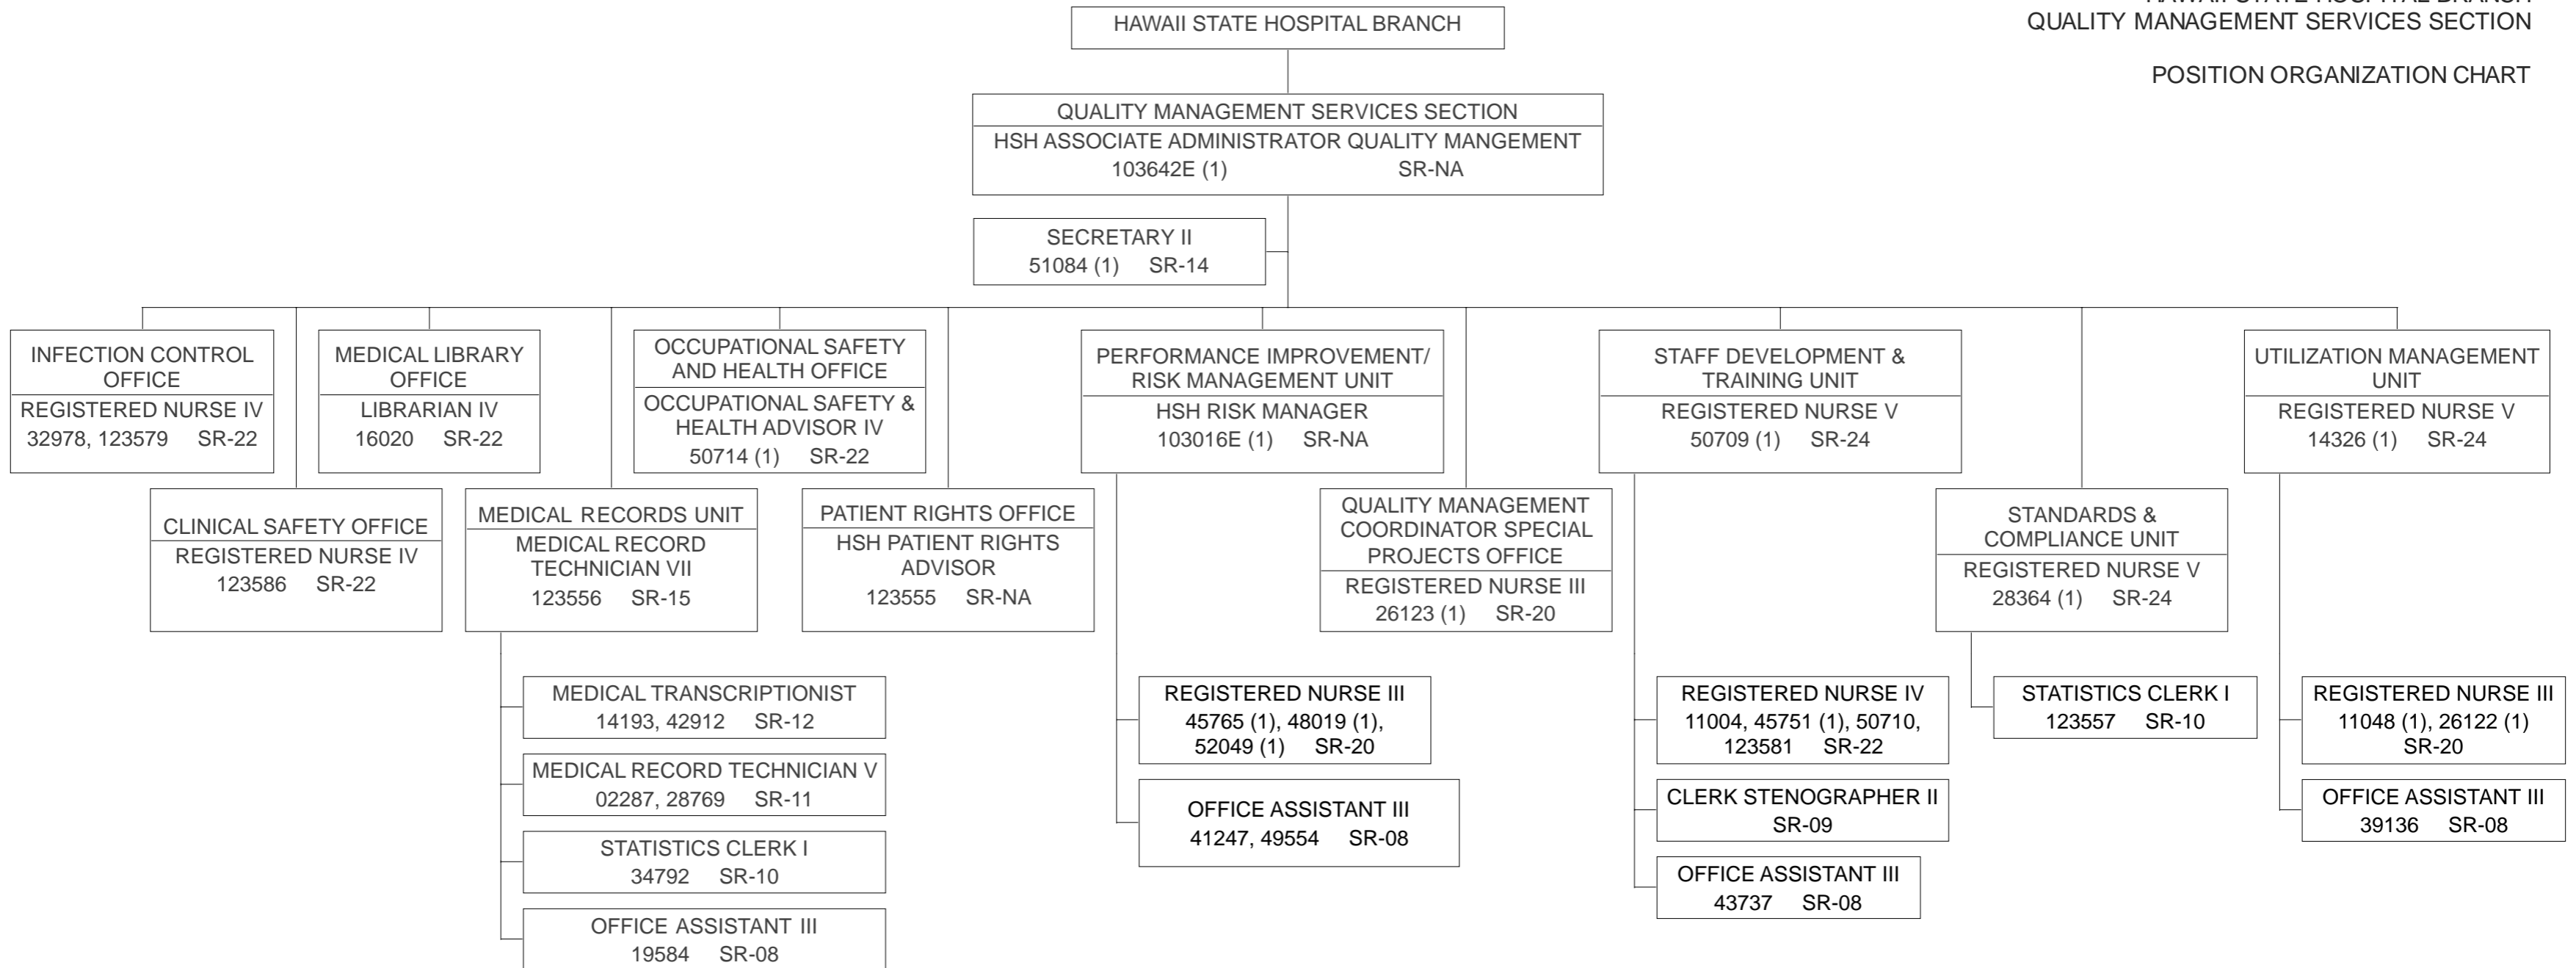 HAWAII STATE HOSPITAL BRANCH
QUALITY MANAGEMENT SERVICES SECTION
POSITION ORGANIZATION CHART
HAWAII STATE HOSPITAL BRANCH
QUALITY MANAGEMENT SERVICES SECTION
HSH ASSOCIATE ADMINISTRATOR QUALITY MANGEMENT
103642E (1) SR-NA
SECRETARY II
51084 (1) SR-14
INFECTION CONTROL
OFFICE
REGISTERED NURSE IV
32978, 123579 SR-22
MEDICAL LIBRARY
OFFICE
LIBRARIAN IV
16020 SR-22
OCCUPATIONAL SAFETY
AND HEALTH OFFICE
OCCUPATIONAL SAFETY &
HEALTH ADVISOR IV
50714 (1) SR-22
PERFORMANCE IMPROVEMENT/
RISK MANAGEMENT UNIT
HSH RISK MANAGER
103016E (1) SR-NA
STAFF DEVELOPMENT &
TRAINING UNIT
REGISTERED NURSE V
50709 (1) SR-24
UTILIZATION MANAGEMENT
UNIT
REGISTERED NURSE V
14326 (1) SR-24
CLINICAL SAFETY OFFICE
REGISTERED NURSE IV
123586 SR-22
MEDICAL RECORDS UNIT
MEDICAL RECORD
TECHNICIAN VII
123556 SR-15
PATIENT RIGHTS OFFICE
HSH PATIENT RIGHTS
ADVISOR
123555 SR-NA
QUALITY MANAGEMENT
COORDINATOR SPECIAL
PROJECTS OFFICE
REGISTERED NURSE III
26123 (1) SR-20
STANDARDS &
COMPLIANCE UNIT
REGISTERED NURSE V
28364 (1) SR-24
MEDICAL TRANSCRIPTIONIST
14193, 42912 SR-12
MEDICAL RECORD TECHNICIAN V
02287, 28769 SR-11
STATISTICS CLERK I
34792 SR-10
OFFICE ASSISTANT III
19584 SR-08
REGISTERED NURSE III
45765 (1), 48019 (1),
52049 (1) SR-20
OFFICE ASSISTANT III
41247, 49554 SR-08
REGISTERED NURSE IV
11004, 45751 (1), 50710,
123581 SR-22
CLERK STENOGRAPHER II
SR-09
OFFICE ASSISTANT III
43737 SR-08
STATISTICS CLERK I
123557 SR-10
REGISTERED NURSE III
11048 (1), 26122 (1)
SR-20
OFFICE ASSISTANT III
39136 SR-08